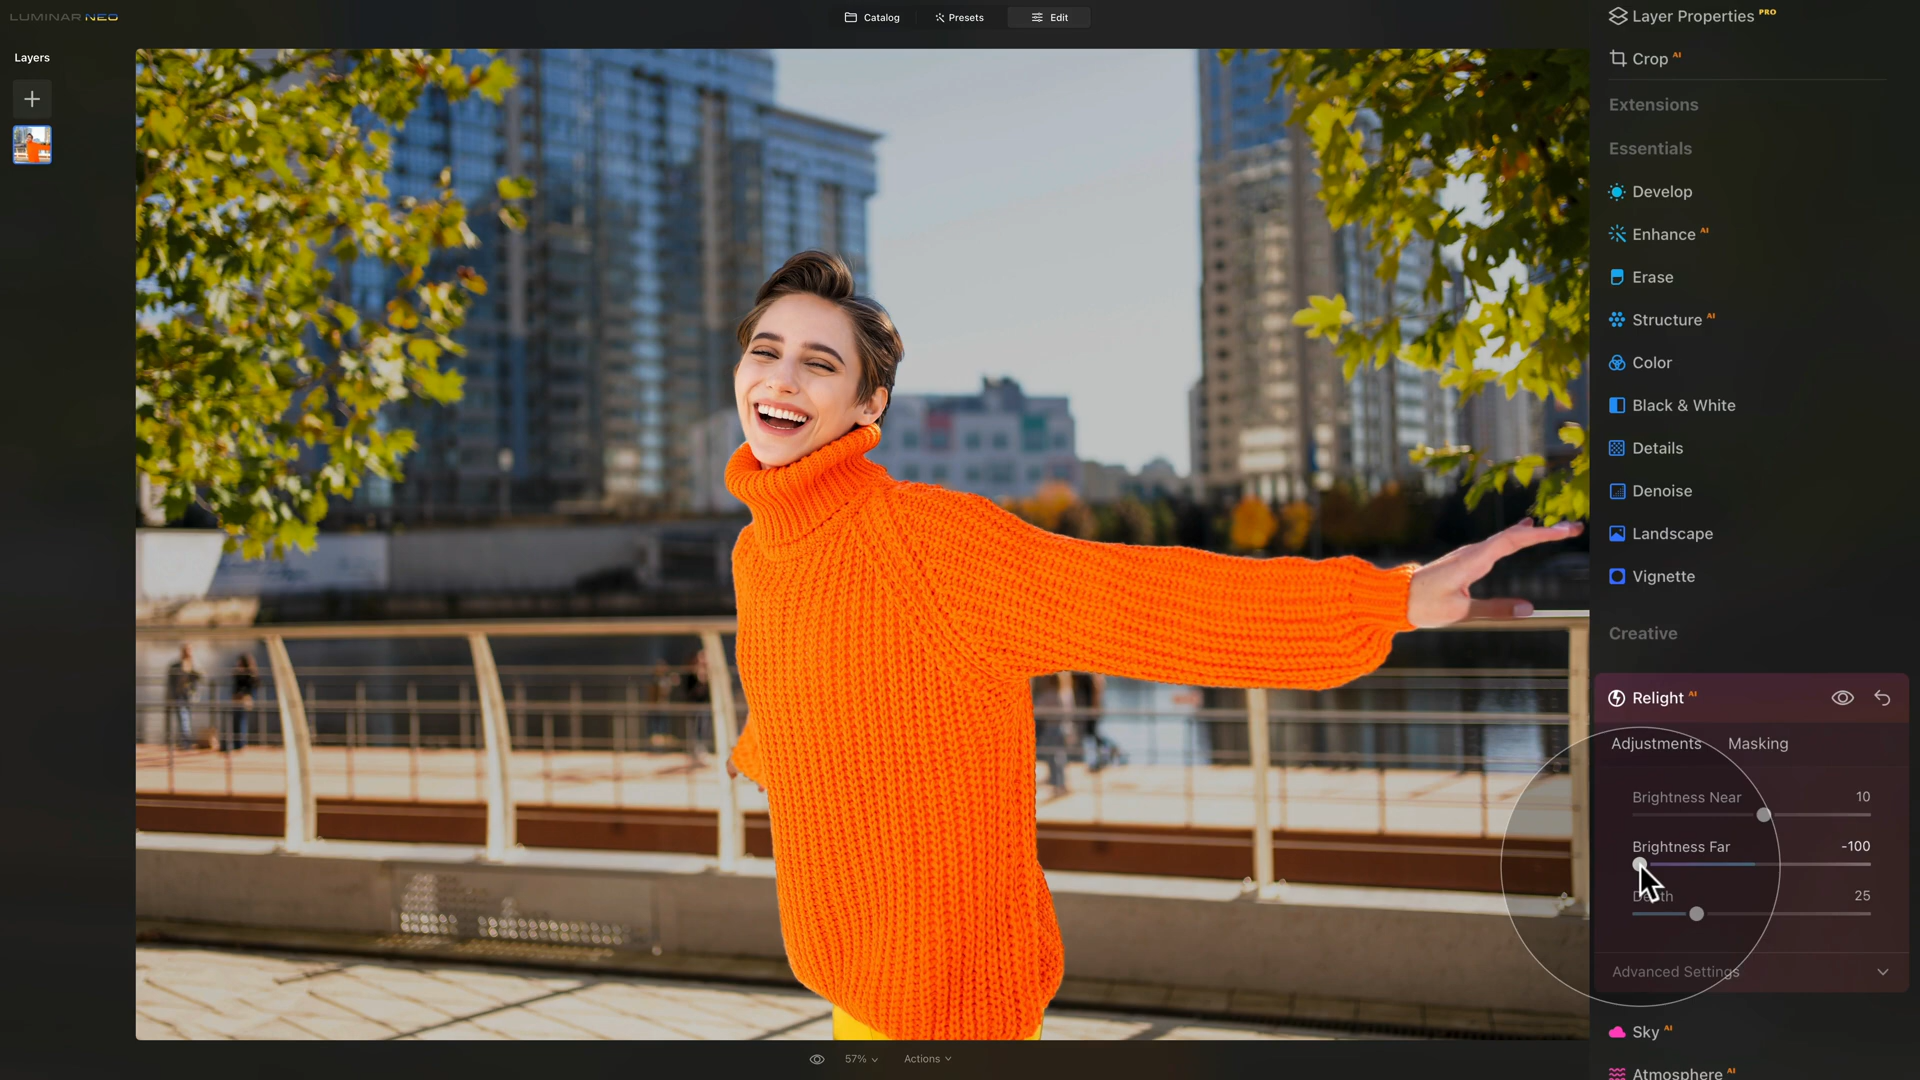 LUMINAR NEO
Catalog
Presets
Edit
Layers
Layer Properties PRO
Crop AI
Extensions
Essentials
Develop
Enhance AI
Erase
Structure AI
Color
Black & White
Details
Denoise
Landscape
Vignette
Creative
Relight AI
Adjustments Masking
Brightness Near 10
Brightness Far -100
Depth 25
Advanced Settings
Sky AI
Atmosphere AI
57% Actions